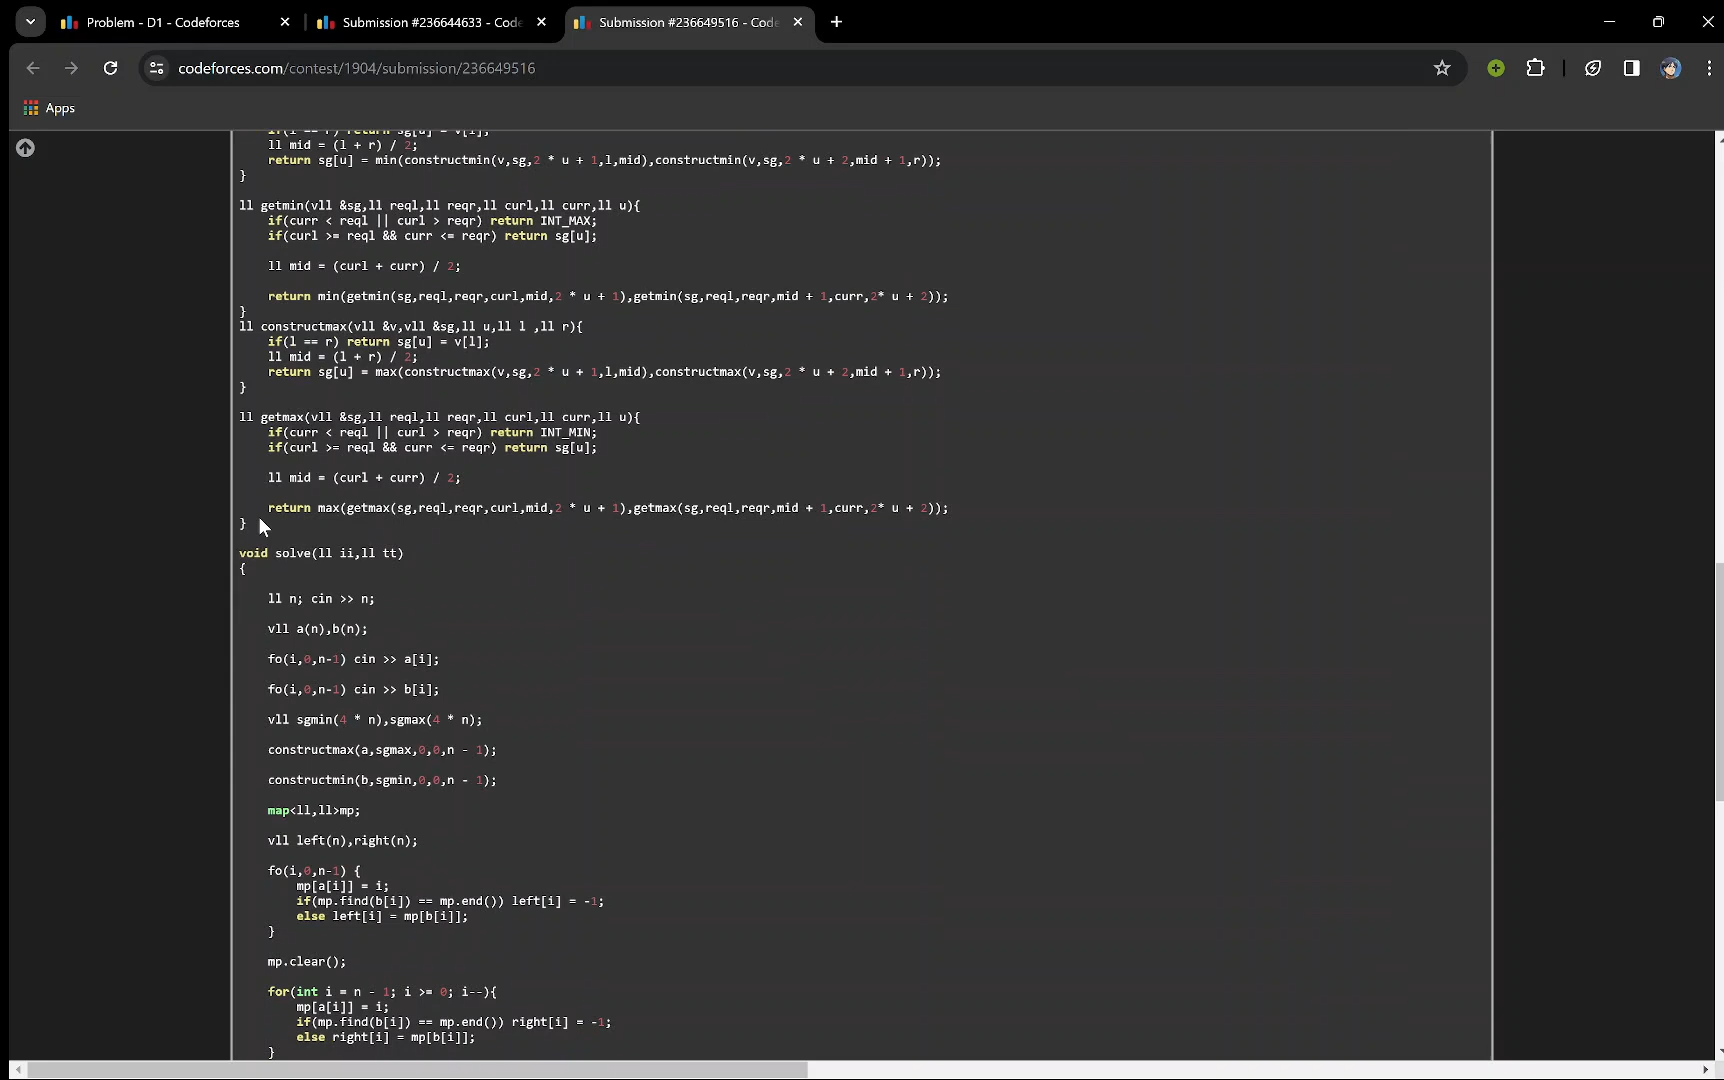 Problem - D1 - Codeforces
Submission #236644633 - Code
Submission #236649516 - Code
codeforces.com/contest/1904/submission/236649516
Apps
if(l == r) return sg[u] = v[l];
ll mid = (l + r) / 2;
return sg[u] = min(constructmin(v,sg,2 * u + 1,l,mid),constructmin(v,sg,2 * u + 2,mid + 1,r));
}
ll getmin(vll &sg,ll reql,ll reqr,ll curl,ll curr,ll u){
if(curr < reql || curl > reqr) return INT_MAX;
if(curl >= reql && curr <= reqr) return sg[u];
ll mid = (curl + curr) / 2;
return min(getmin(sg,reql,reqr,curl,mid,2 * u + 1),getmin(sg,reql,reqr,mid + 1,curr,2* u + 2));
}
ll constructmax(vll &v,vll &sg,ll u,ll l ,ll r){
if(l == r) return sg[u] = v[l];
ll mid = (l + r) / 2;
return sg[u] = max(constructmax(v,sg,2 * u + 1,l,mid),constructmax(v,sg,2 * u + 2,mid + 1,r));
}
ll getmax(vll &sg,ll reql,ll reqr,ll curl,ll curr,ll u){
if(curr < reql || curl > reqr) return INT_MIN;
if(curl >= reql && curr <= reqr) return sg[u];
ll mid = (curl + curr) / 2;
return max(getmax(sg,reql,reqr,curl,mid,2 * u + 1),getmax(sg,reql,reqr,mid + 1,curr,2* u + 2));
}
void solve(ll ii,ll tt)
{
ll n; cin >> n;
vll a(n),b(n);
fo(i,0,n-1) cin >> a[i];
fo(i,0,n-1) cin >> b[i];
vll sgmin(4 * n),sgmax(4 * n);
constructmax(a,sgmax,0,0,n - 1);
constructmin(b,sgmin,0,0,n - 1);
map<ll,ll>mp;
vll left(n),right(n);
fo(i,0,n-1) {
mp[a[i]] = i;
if(mp.find(b[i]) == mp.end()) left[i] = -1;
else left[i] = mp[b[i]];
}
mp.clear();
for(int i = n - 1; i >= 0; i--){
mp[a[i]] = i;
if(mp.find(b[i]) == mp.end()) right[i] = -1;
else right[i] = mp[b[i]];
}